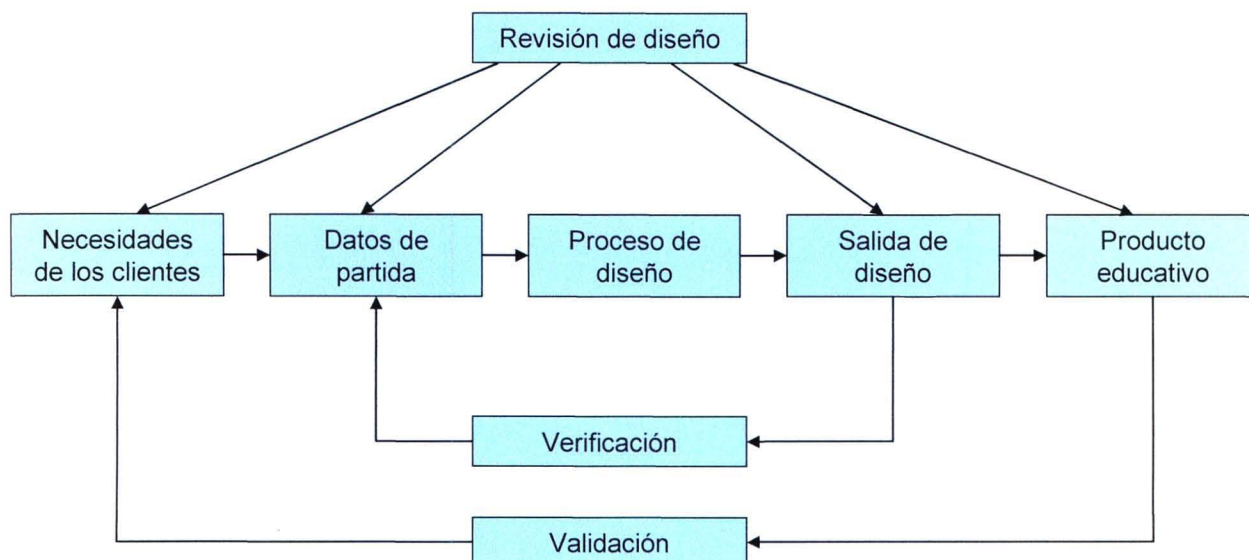 Revisión de diseño
Necesidades
de los clientes
Datos de
partida
Proceso de
diseño
Salida de
diseño
Producto
educativo
Verificación
Validación